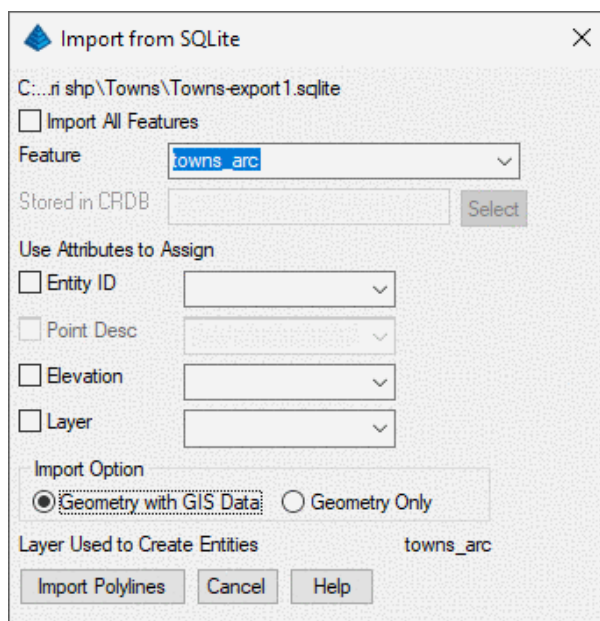 Import from SQLite
C:...ri shp\Towns\Towns-export1.sqlite
Import All Features
Feature towns_arc
Stored in CRDB Select
Use Attributes to Assign
Entity ID
Point Desc
Elevation
Layer
Import Option
Geometry with GIS Data Geometry Only
Layer Used to Create Entities towns_arc
Import Polylines Cancel Help